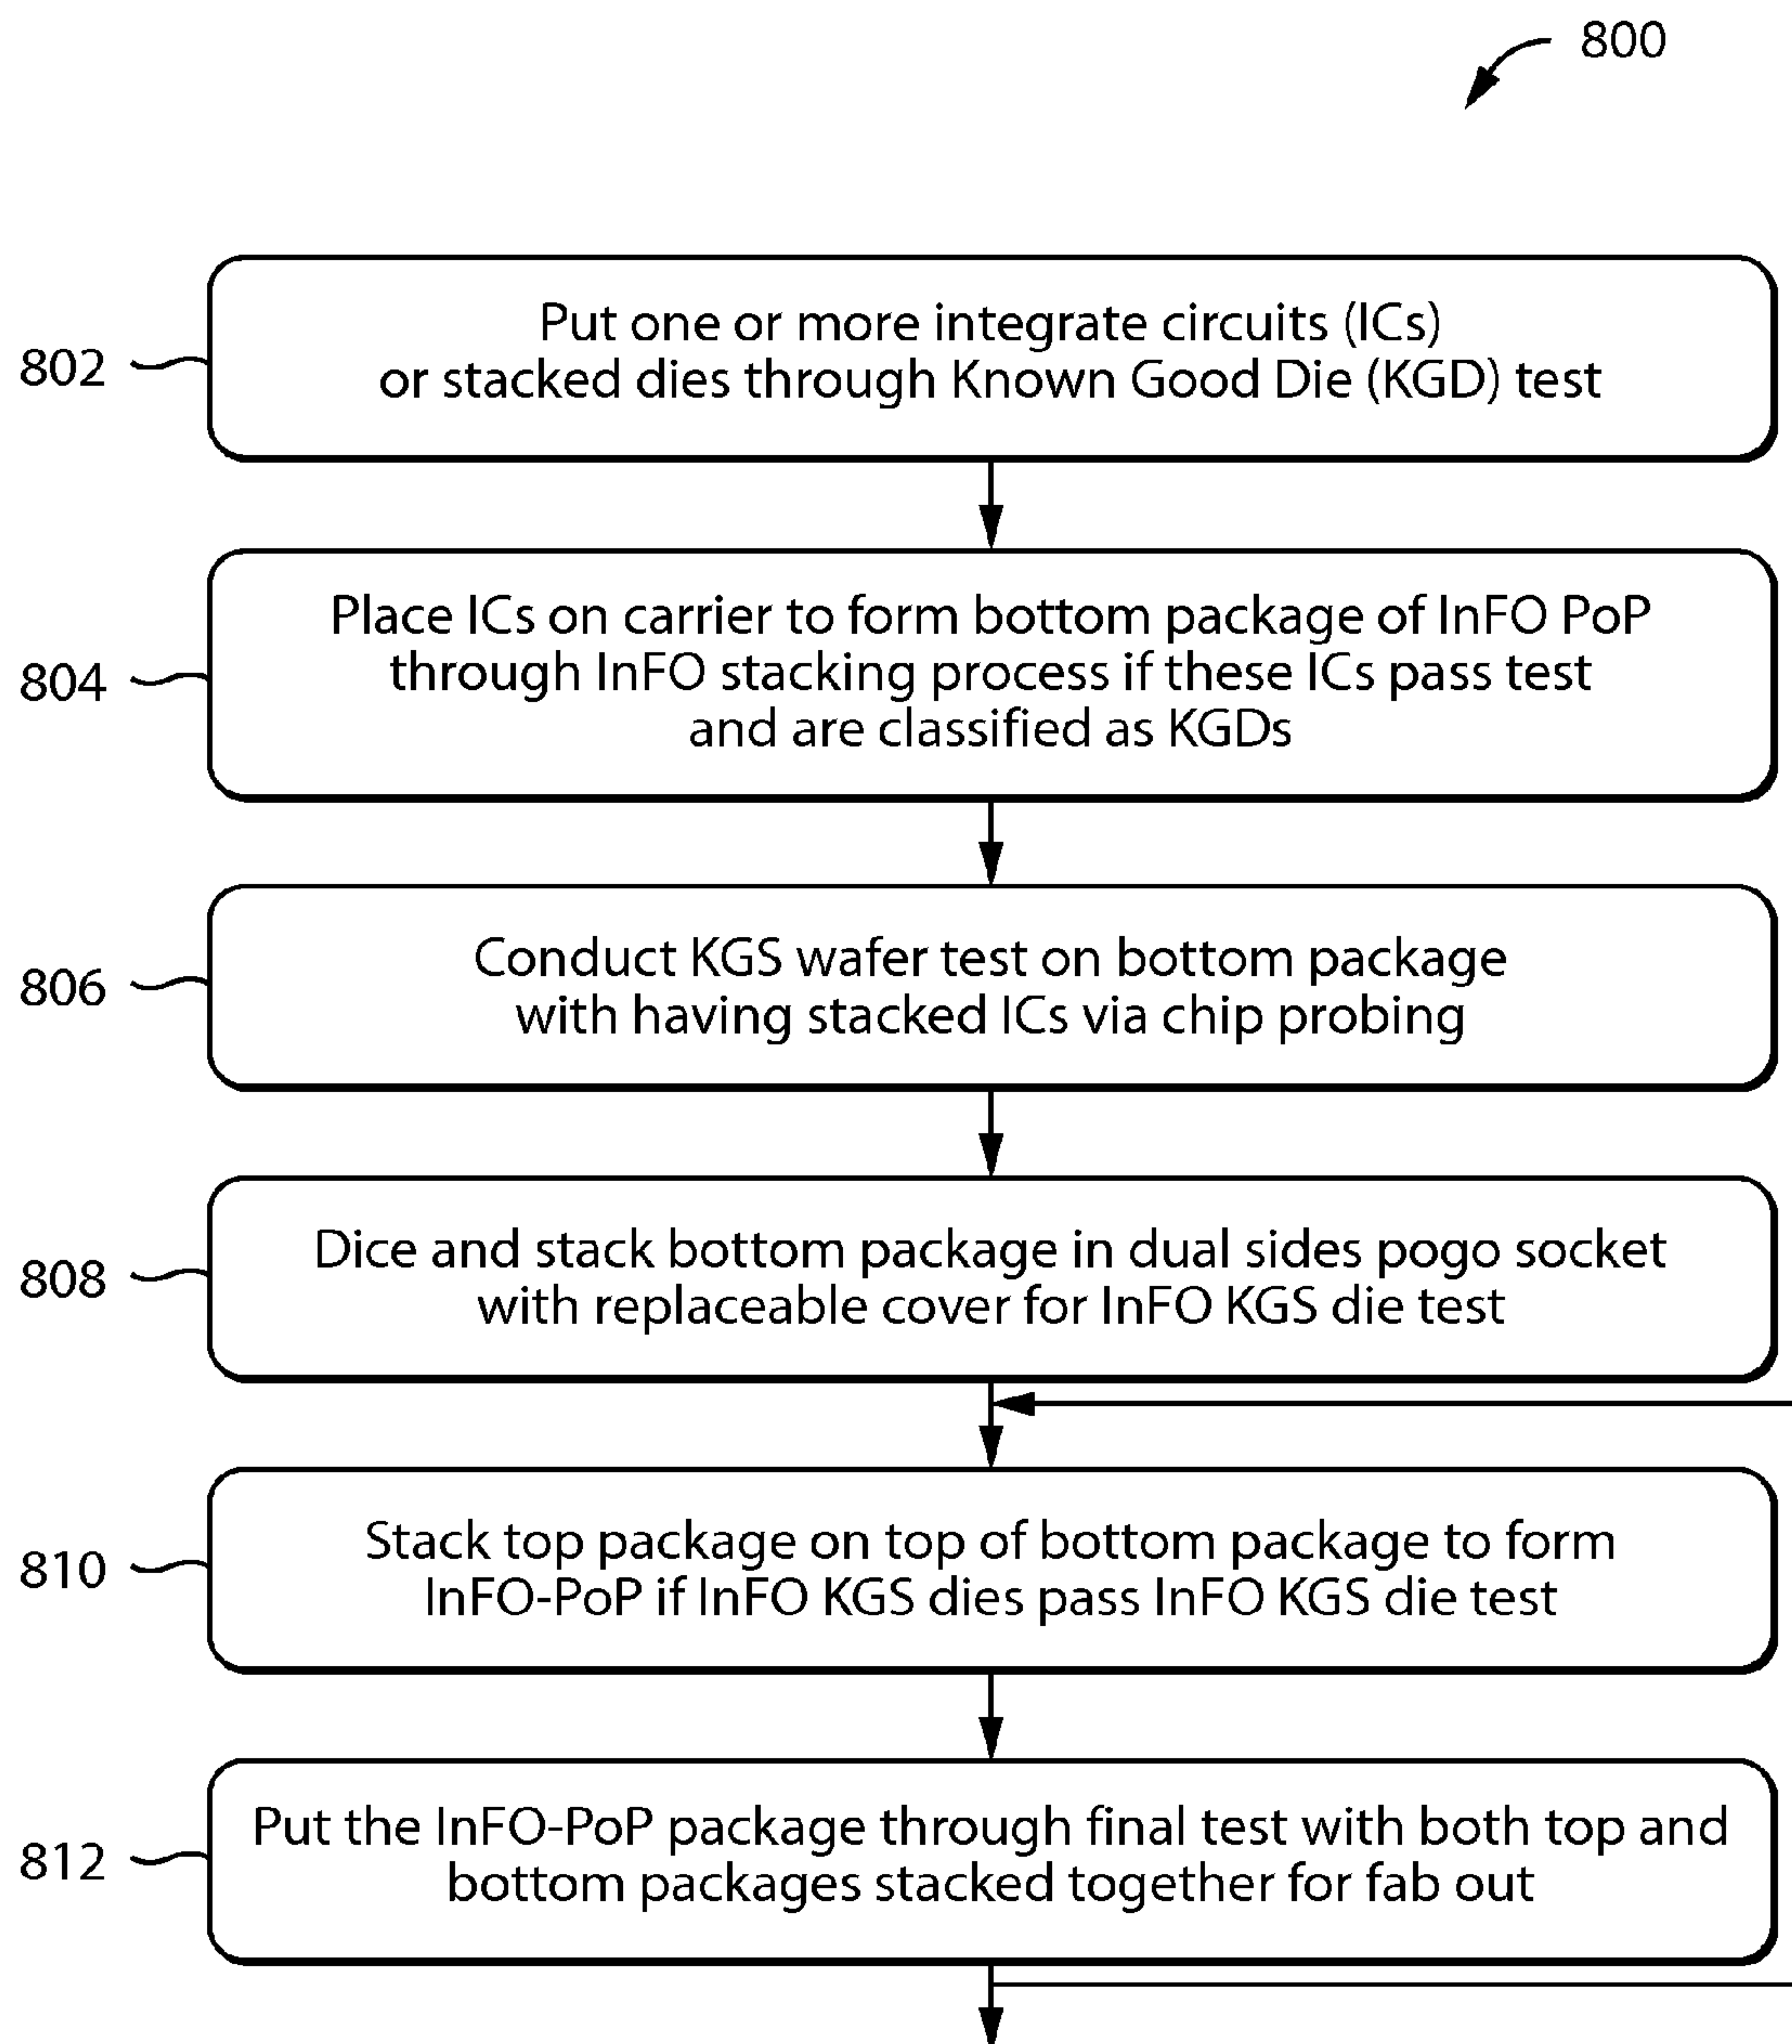 800
802
Put one or more integrate circuits (ICs)
or stacked dies through Known Good Die (KGD) test
804
Place ICs on carrier to form bottom package of InFO PoP
through InFO stacking process if these ICs pass test
and are classified as KGDs
806
Conduct KGS wafer test on bottom package
with having stacked ICs via chip probing
808
Dice and stack bottom package in dual sides pogo socket
with replaceable cover for InFO KGS die test
810
Stack top package on top of bottom package to form
InFO-PoP if InFO KGS dies pass InFO KGS die test
812
Put the InFO-PoP package through final test with both top and
bottom packages stacked together for fab out